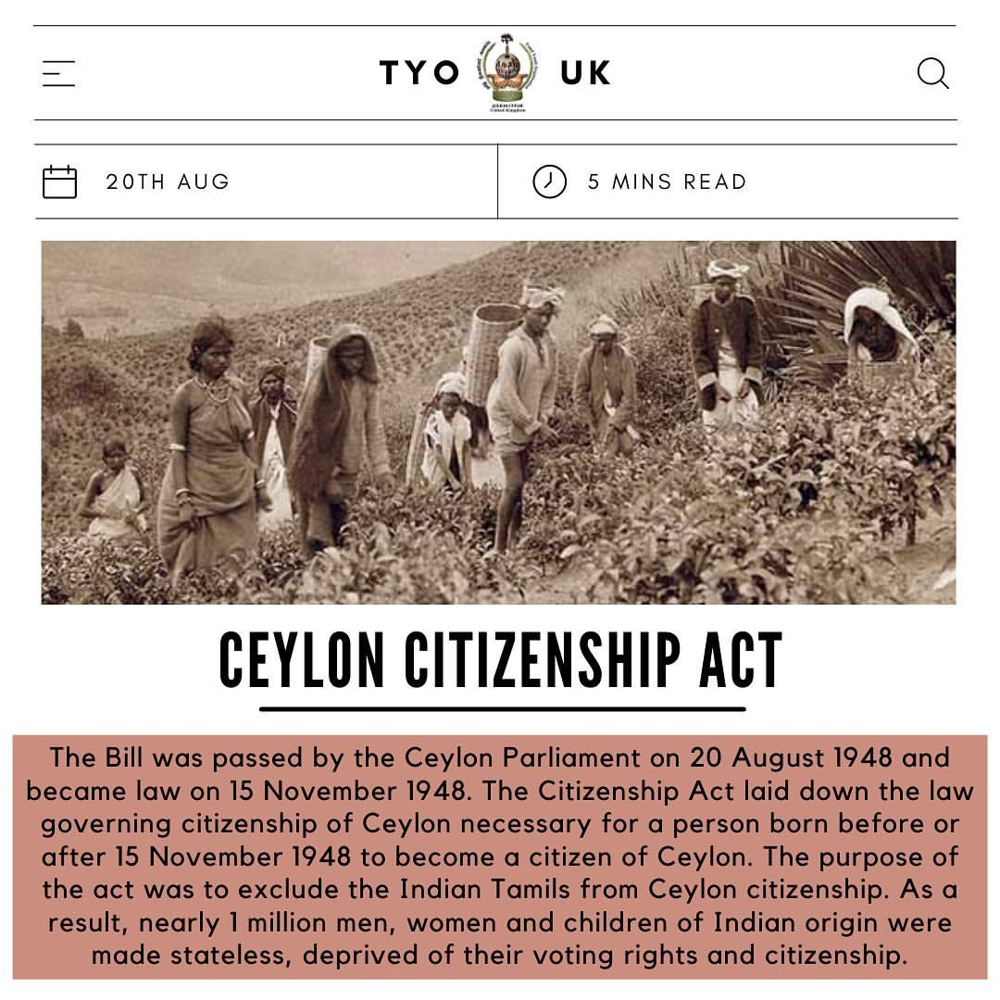 TYO UK
United Kingdom
20TH AUG
5 MINS READ
CEYLON CITIZENSHIP ACT
The Bill was passed by the Ceylon Parliament on 20 August 1948 and
became law on 15 November 1948. The Citizenship Act laid down the law
governing citizenship of Ceylon necessary for a person born before or
after 15 November 1948 to become a citizen of Ceylon. The purpose of
the act was to exclude the Indian Tamils from Ceylon citizenship. As a
result, nearly 1 million men, women and children of Indian origin were
made stateless, deprived of their voting rights and citizenship.